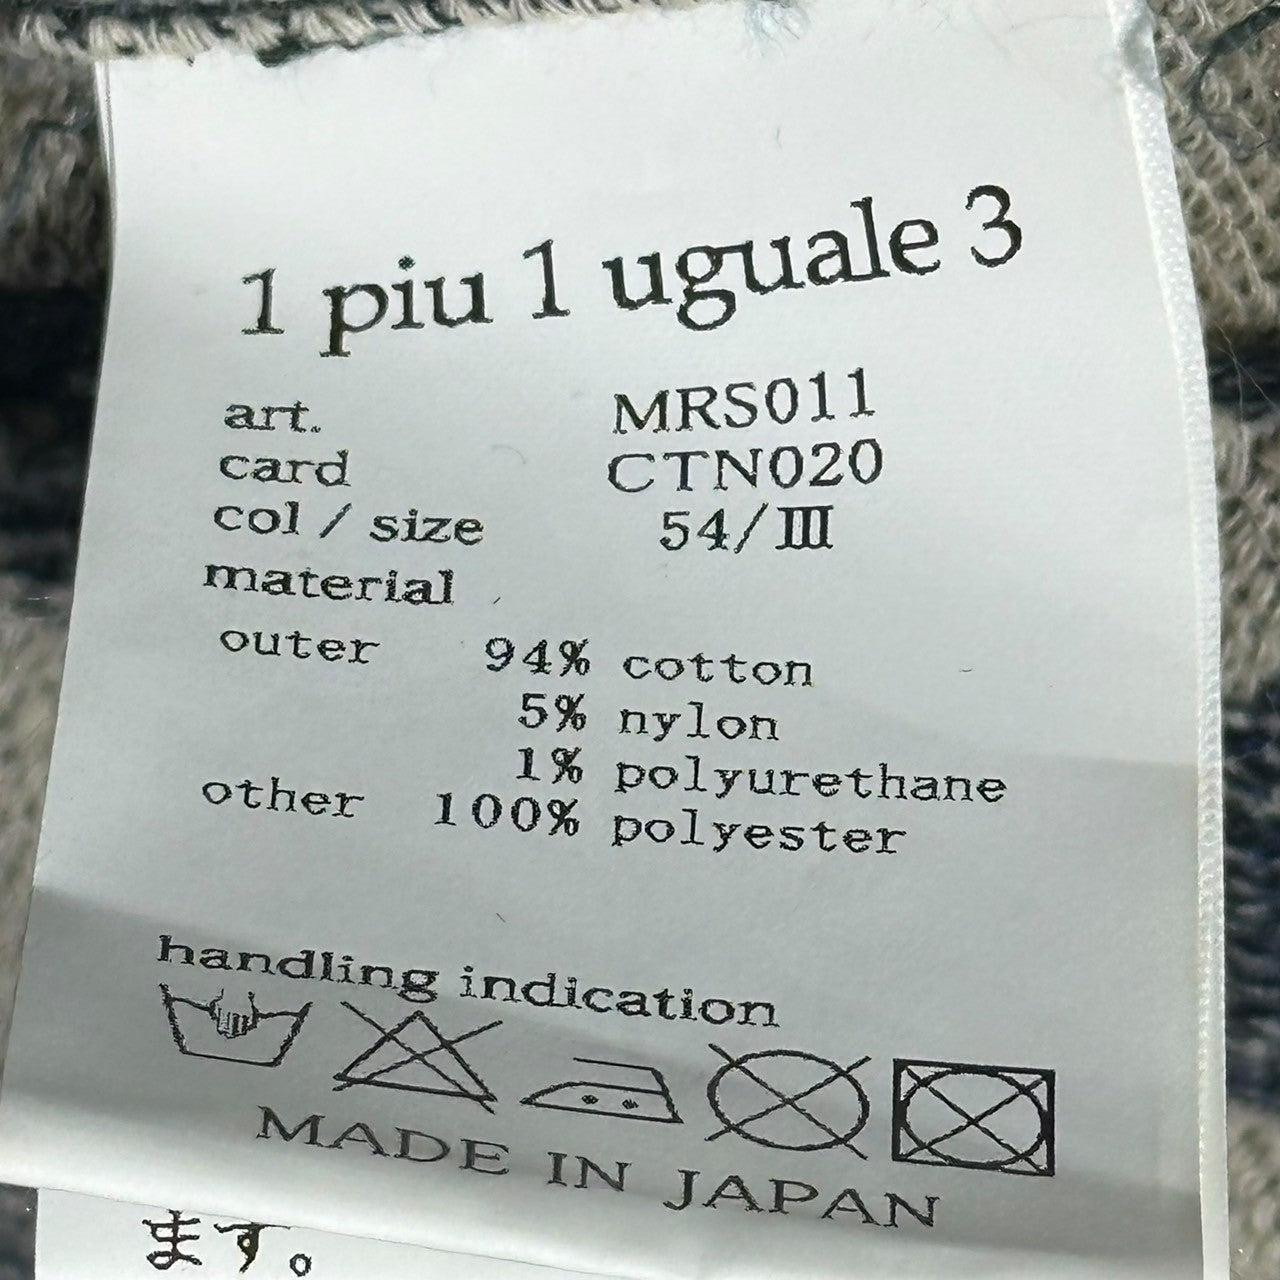 1 piu 1 uguale 3
art. MRS011
card CTN020
col / size 54/Ⅲ
material
outer 94% cotton
5% nylon
1% polyurethane
other 100% polyester
handling indication
MADE IN JAPAN
ます。